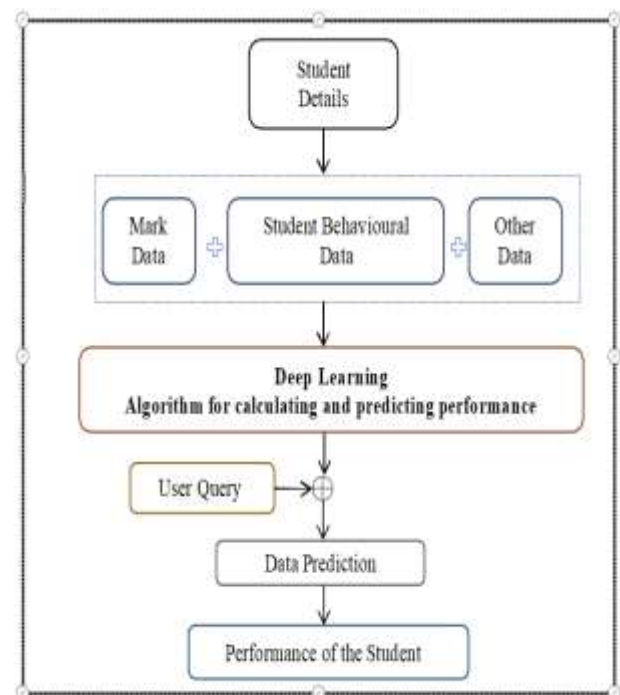 Student
Details
Mark
Data
Student Behavioural
Data
Other
Data
Deep Learning
Algorithm for calculating and predicting performance
User Query
Data Prediction
Performance of the Student